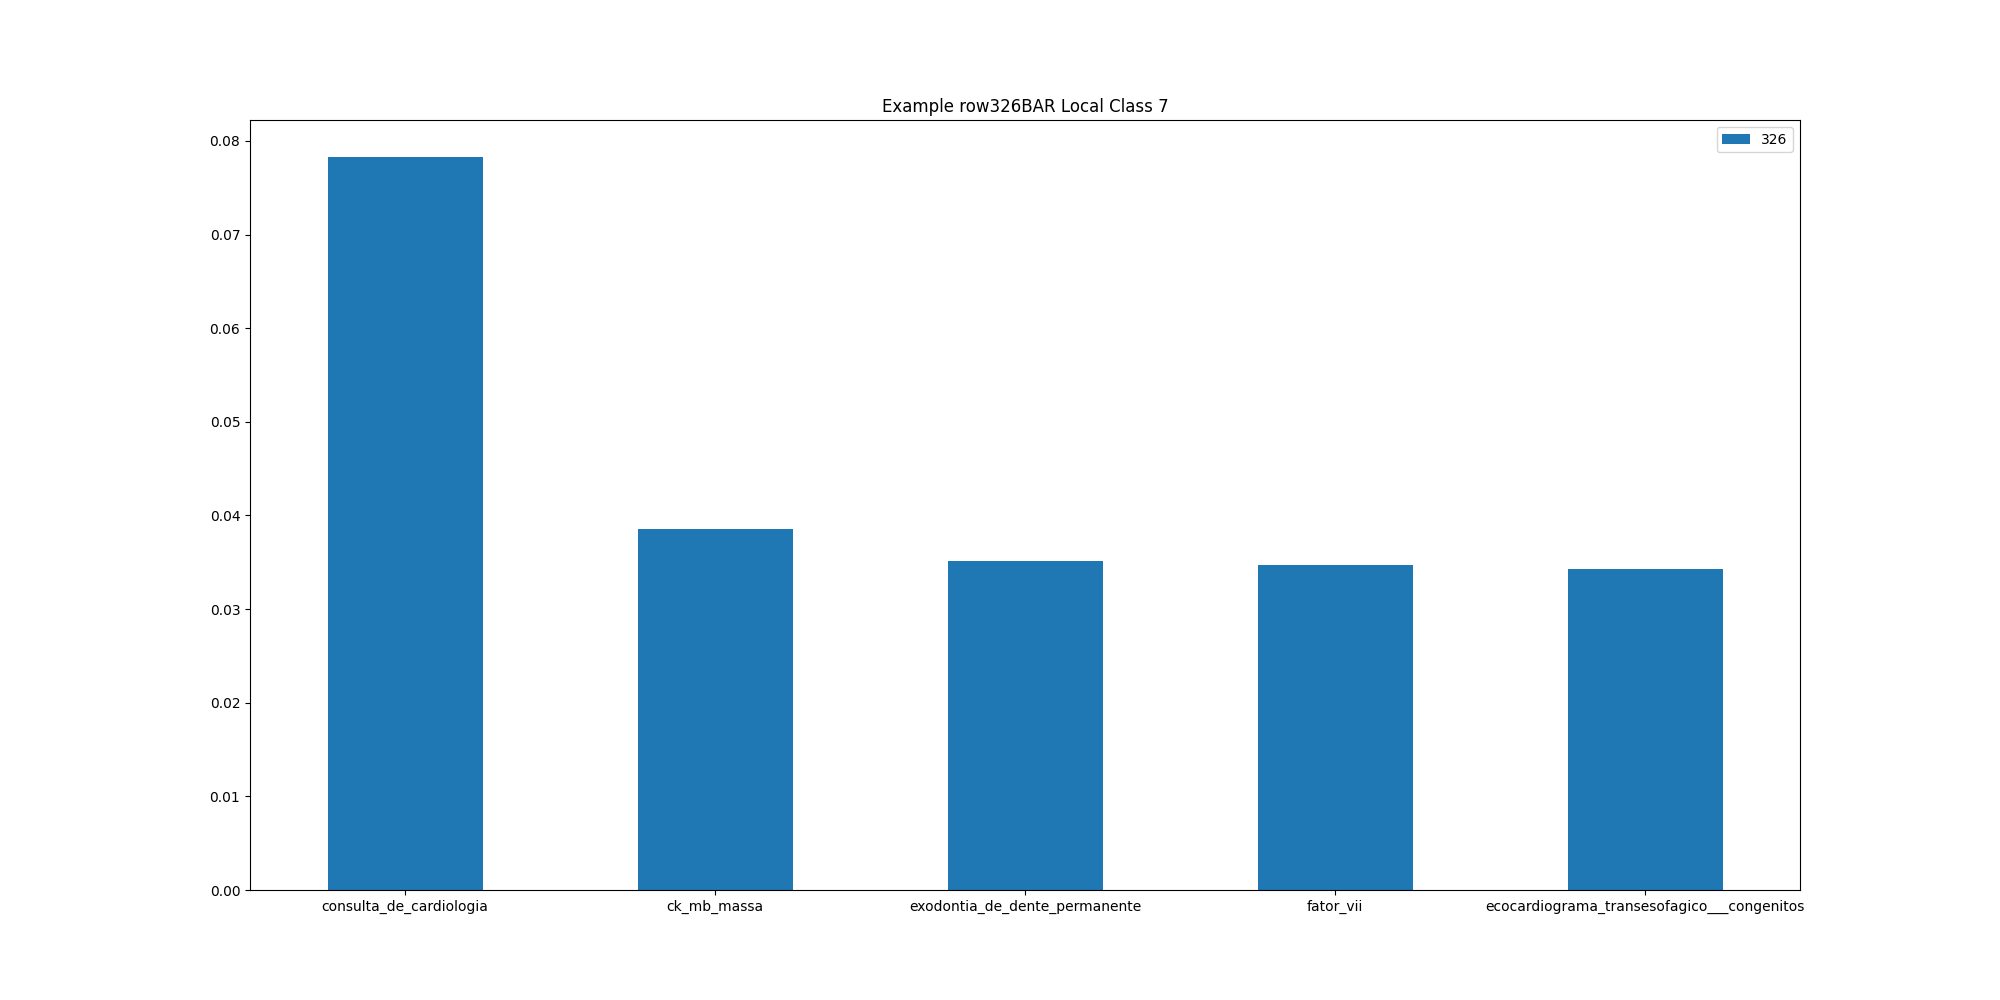 Example row326BAR Local Class 7
326
0.08
0.07
0.06
0.05
0.04
0.03
0.02
0.01
0.00
consulta_de_cardiologia
ck_mb_massa
exodontia_de_dente_permanente
fator_vii
ecocardiograma_transesofagico___congenitos